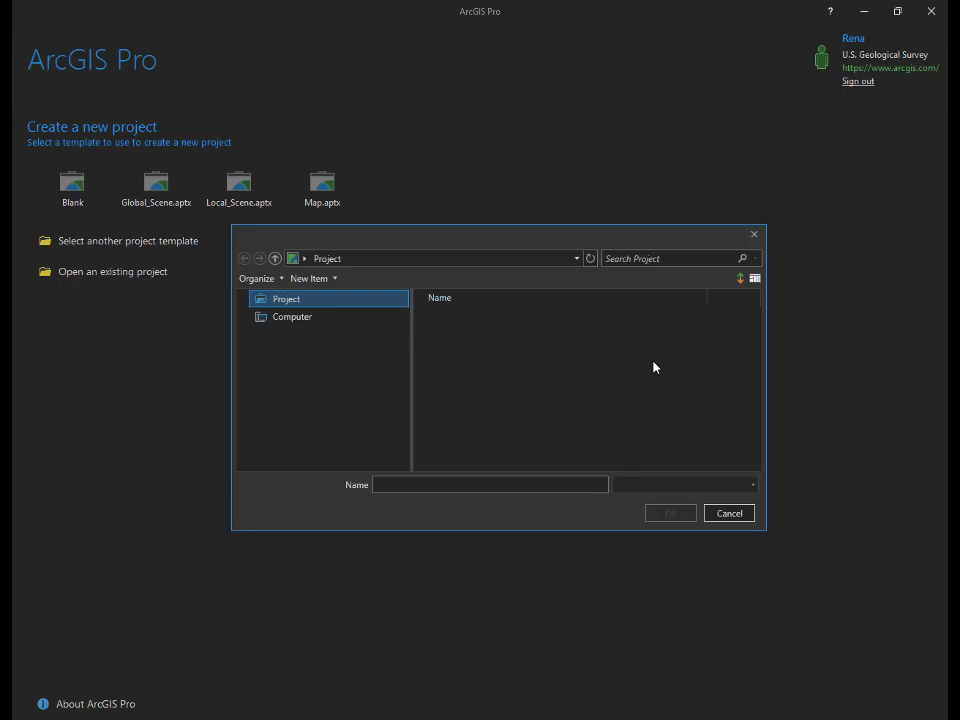 ArcGIS Pro
?
ArcGIS Pro
Rena
U.S. Geological Survey
https://www.arcgis.com/
Sign out
Create a new project
Select a template to use to create a new project
Blank
Global_Scene.aptx
Local_Scene.aptx
Map.aptx
Select another project template
Open an existing project
Project
Search Project
Organize
New Item
Project
Computer
Name
Name
OK
Cancel
About ArcGIS Pro